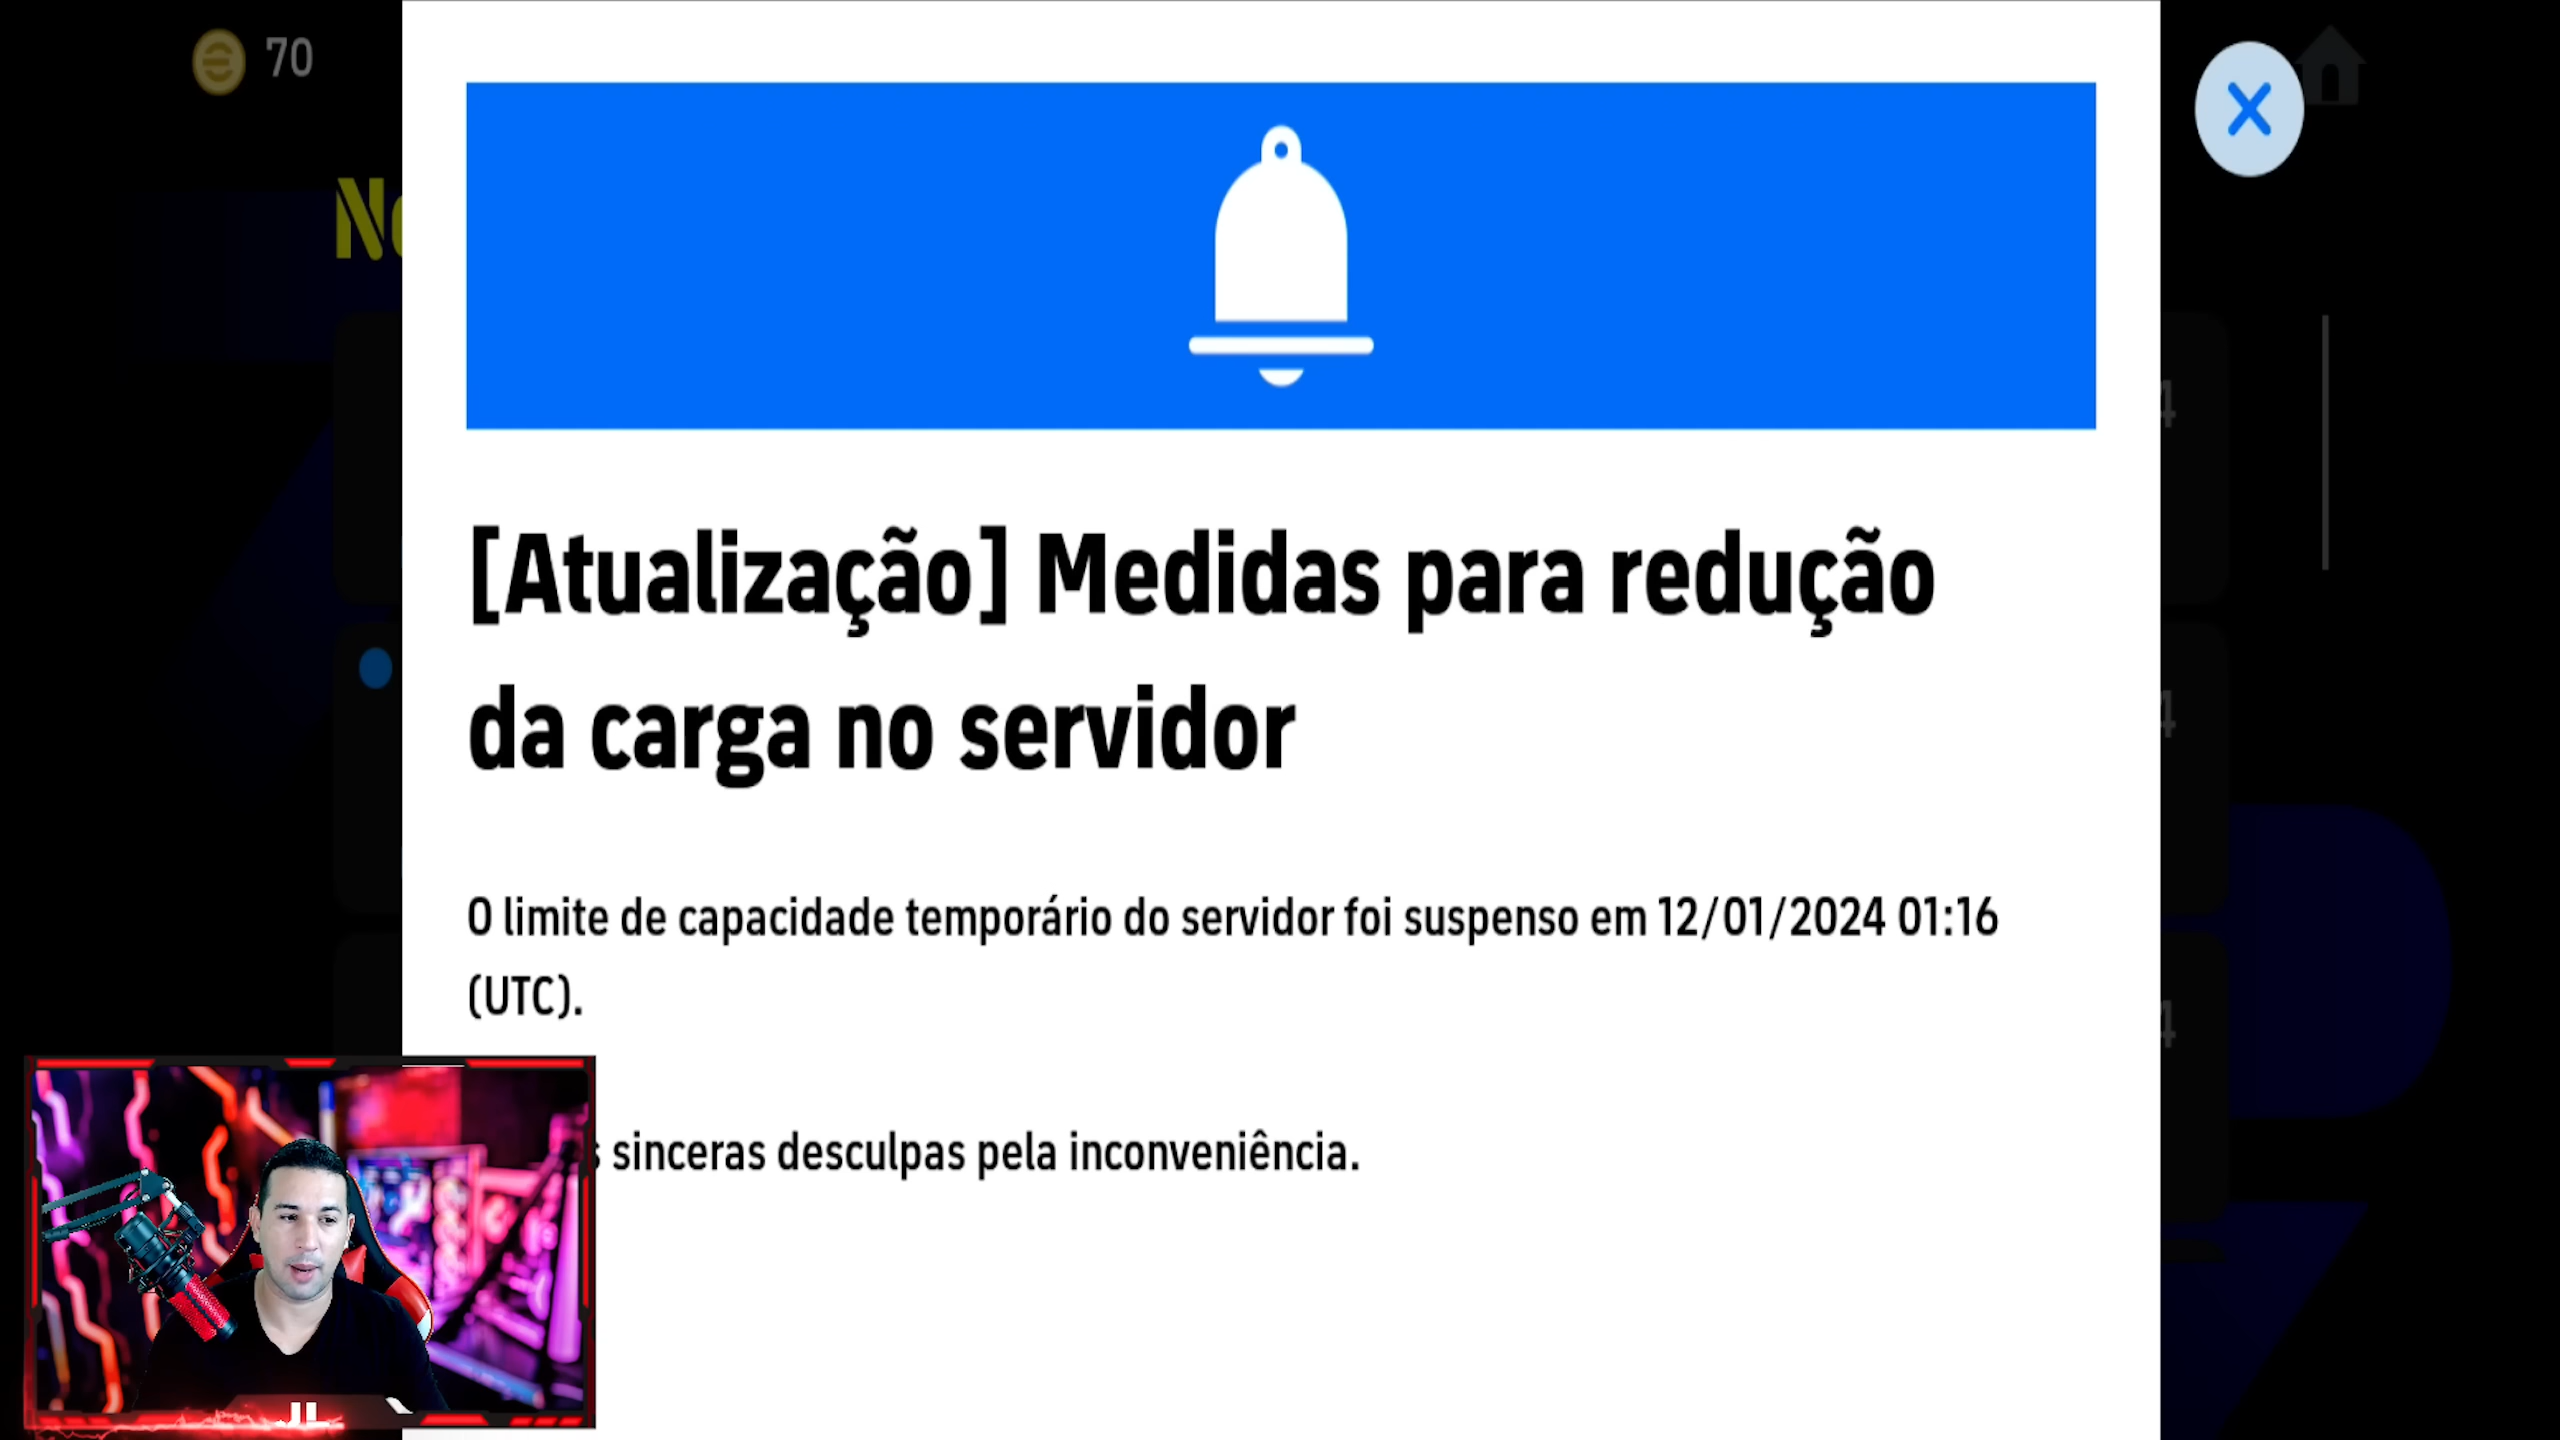 70
[Atualização] Medidas para redução
da carga no servidor
O limite de capacidade temporário do servidor foi suspenso em 12/01/2024 01:16
(UTC).
sinceras desculpas pela inconveniência.